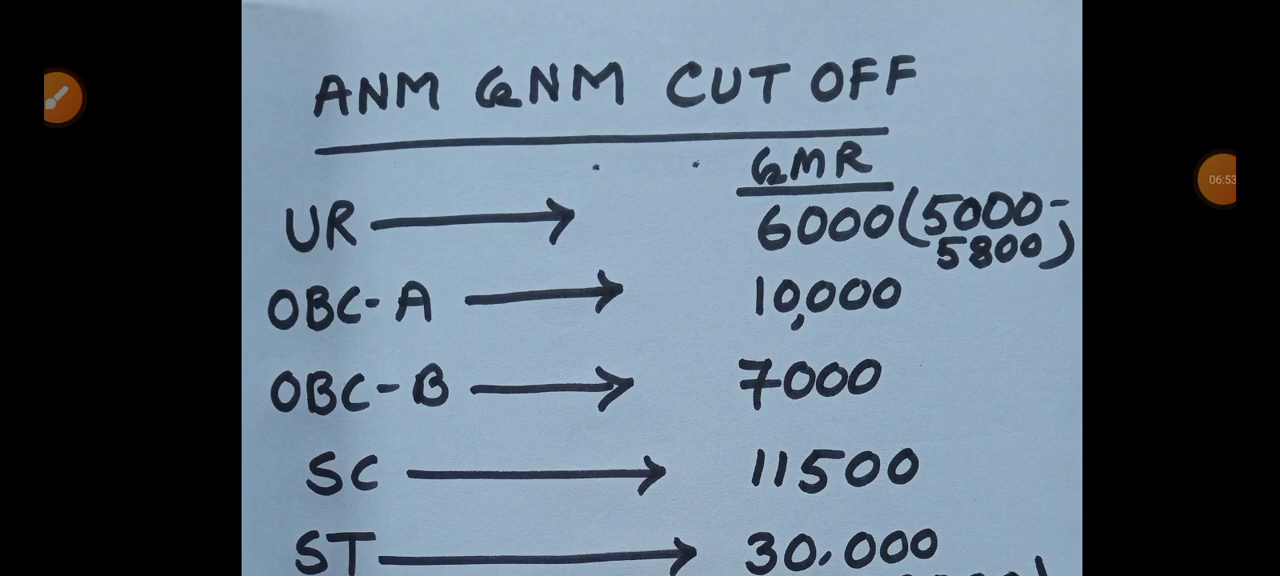 ANM GNM CUT OFF
GMR
UR → 6000 (5000-
5800)
OBC-A → 10,000
OBC-B → 7000
SC → 11500
ST → 30,000
06:53